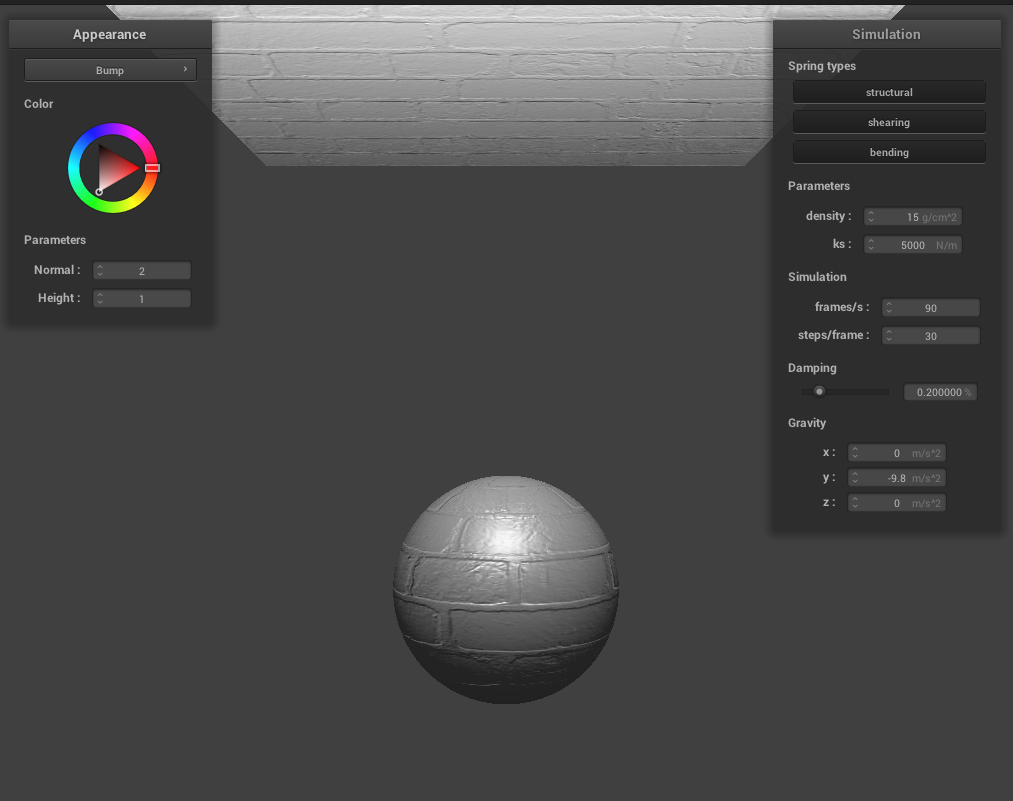 Appearance
Bump
Color
Parameters
Normal : 2
Height : 1
Simulation
Spring types
structural
shearing
bending
Parameters
density : 15 g/cm^2
ks : 5000 N/m
Simulation
frames/s : 90
steps/frame : 30
Damping
0.200000 %
Gravity
x : 0 m/s^2
y : -9.8 m/s^2
z : 0 m/s^2